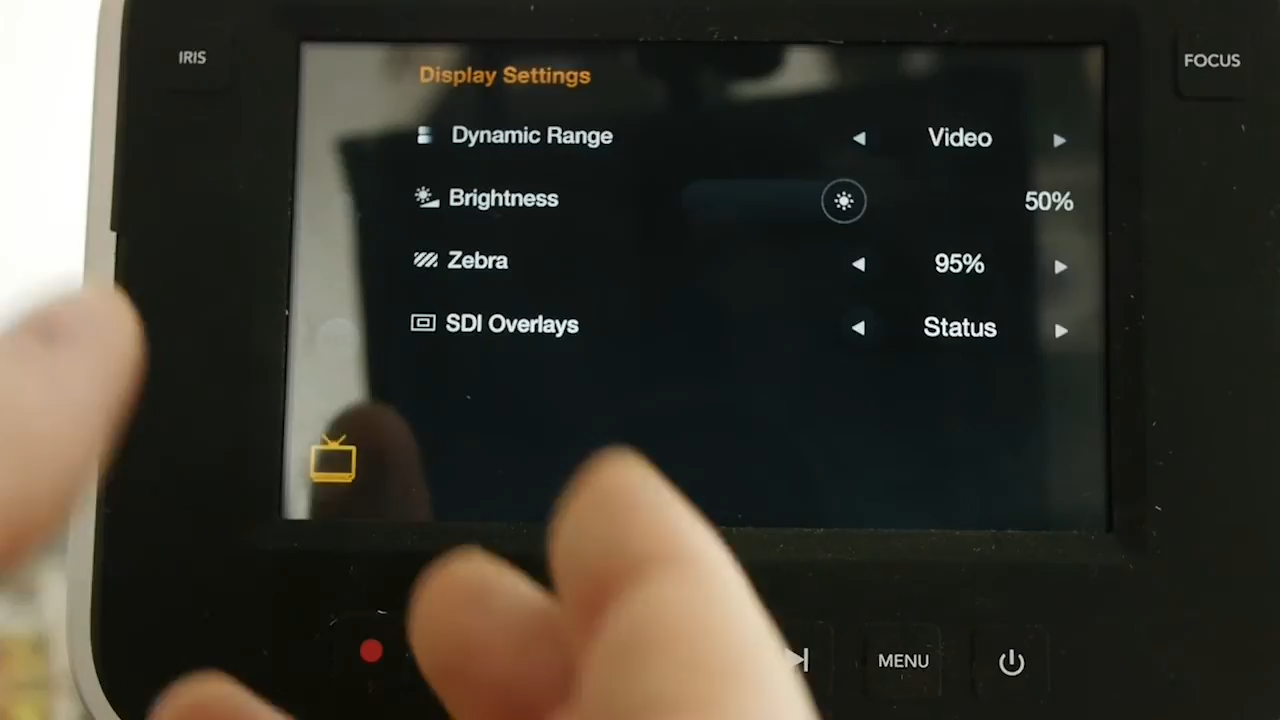 IRIS
FOCUS
Display Settings
Dynamic Range Video
Brightness 50%
Zebra 95%
SDI Overlays Status
MENU